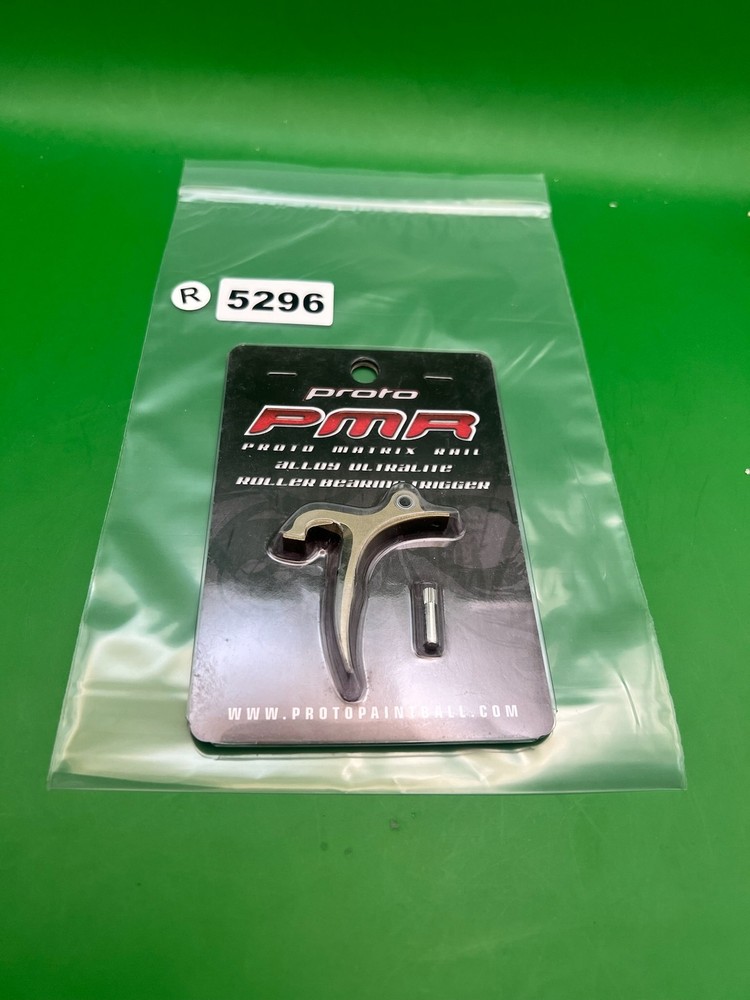 R 5296
proto
PMR
PROTO MATRIX RAIL
alloy ultralite
roller bearing trigger
WWW.PROTOPAINTBALL.COM